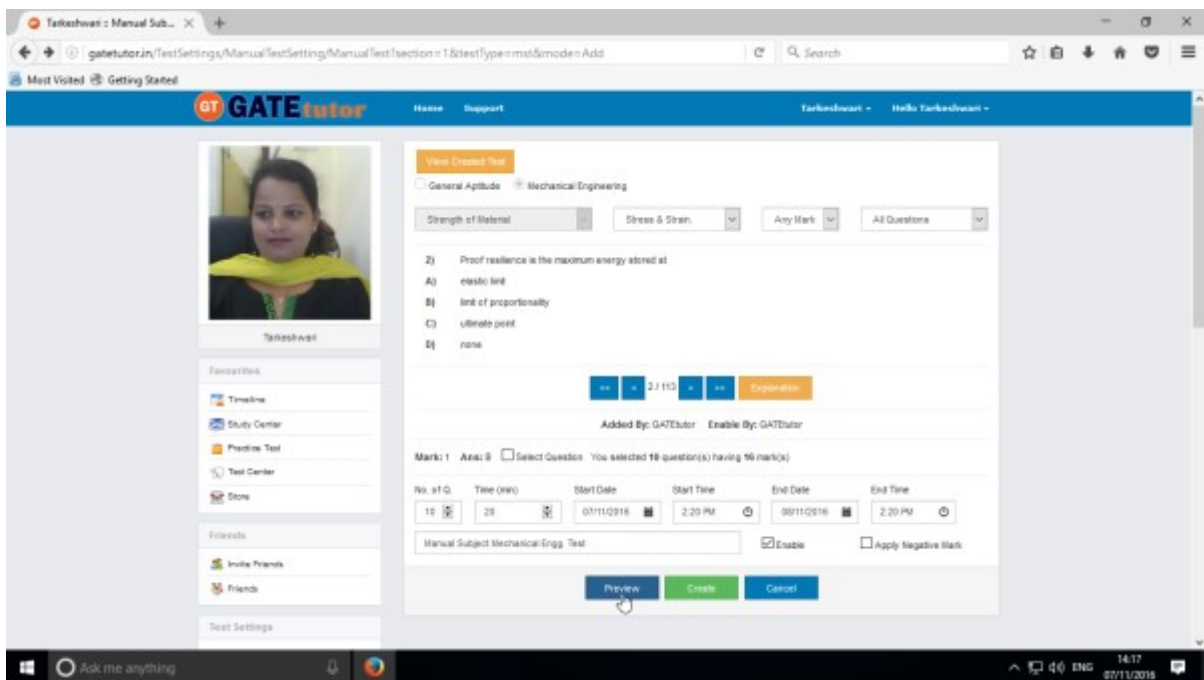 Tarkeshwari :: Manual Sub...
gatetutor.in/TestSettings/ManualTestSetting/ManualTest?section=1&testType=mst&mode=Add
Search
Most Visited Getting Started
GT GATEtutor Home Support Tarkeshwari Hello Tarkeshwari
View Created Test
General Aptitude Mechanical Engineering
Strength of Material Stress & Strain. Any Mark All Questions
2) Proof resilience is the maximum energy stored at
A) elastic limit
B) limit of proportionality
C) ultimate point
D) none
Tarkeshwari
Favourites
Timeline
Study Center
Practice Test
Test Center
Store
Friends
Invite Friends
Friends
Test Settings
<< < 2 / 113 > >> Explanation
Added By: GATEtutor Enable By: GATEtutor
Mark: 1 Ans: B Select Question You selected 10 question(s) having 16 mark(s)
No. of Q. Time (min) Start Date Start Time End Date End Time
10 20 07/11/2016 2:20 PM 08/11/2016 2:20 PM
Manual Subject Mechanical Engg. Test Enable Apply Negative Mark
Preview Create Cancel
Ask me anything ENG 14:17
07/11/2016